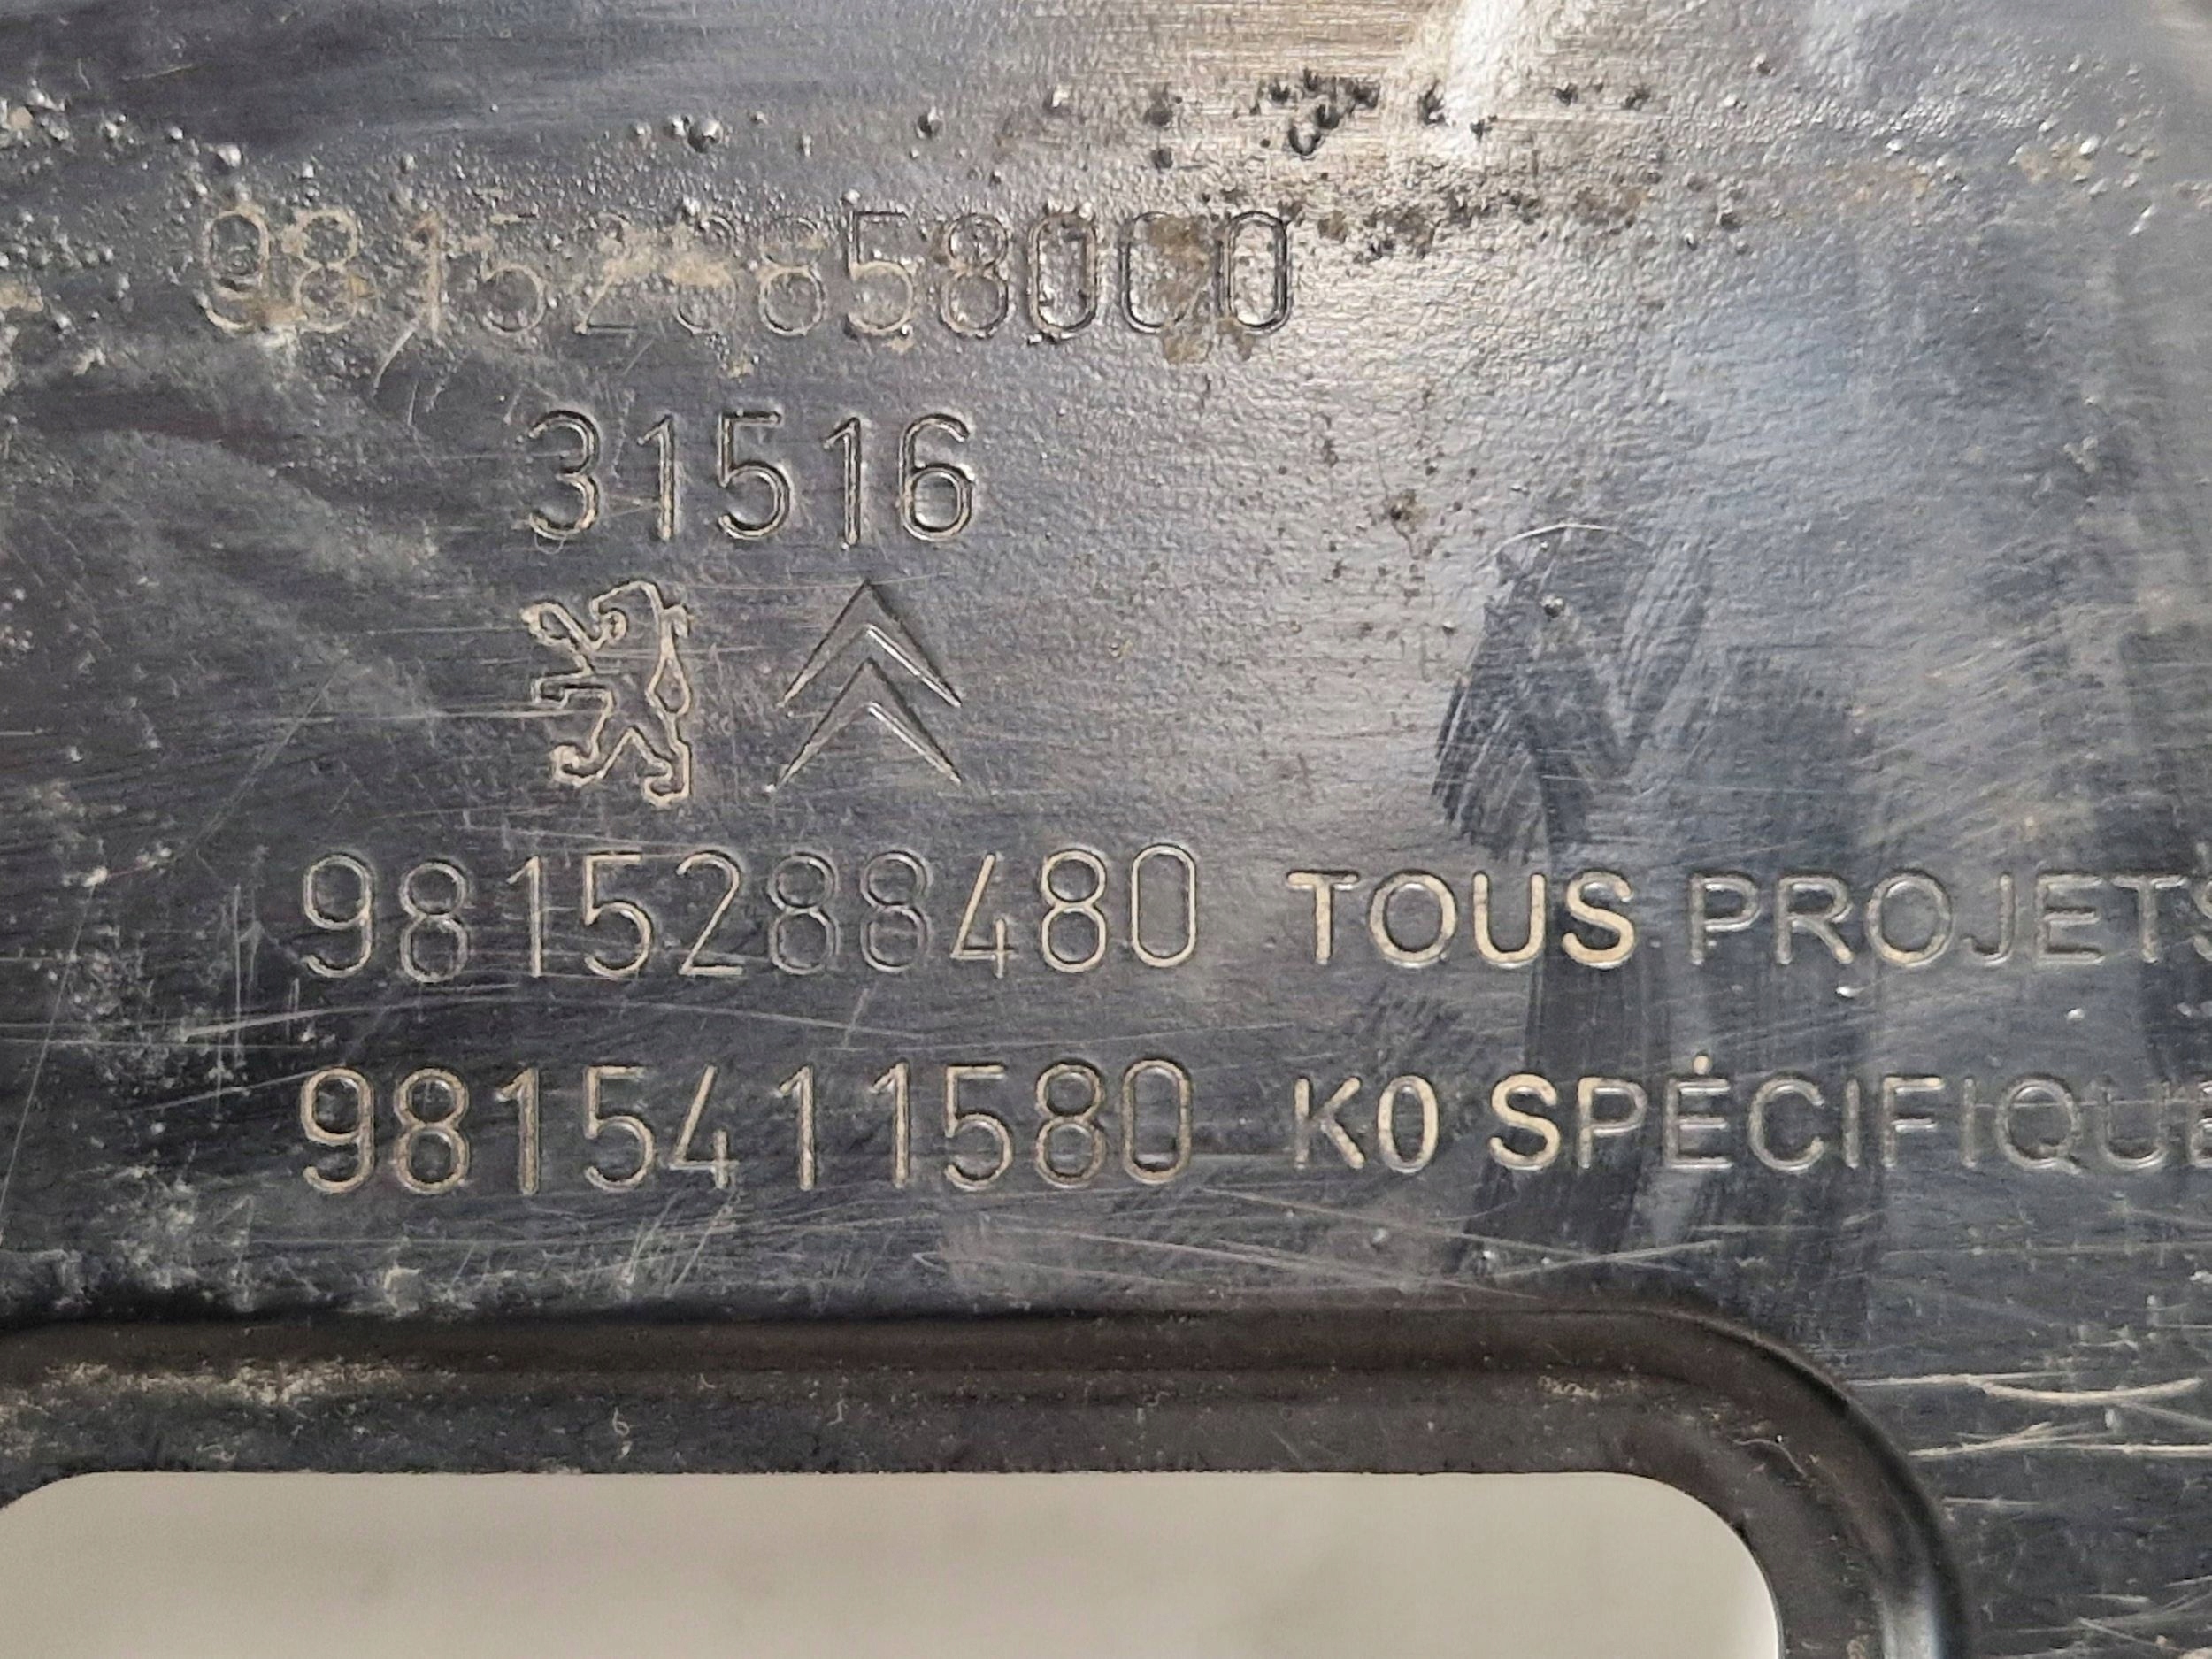 31516
9815288480 TOUS PROJETS
9815411580 K0 SPÉCIFIQUE